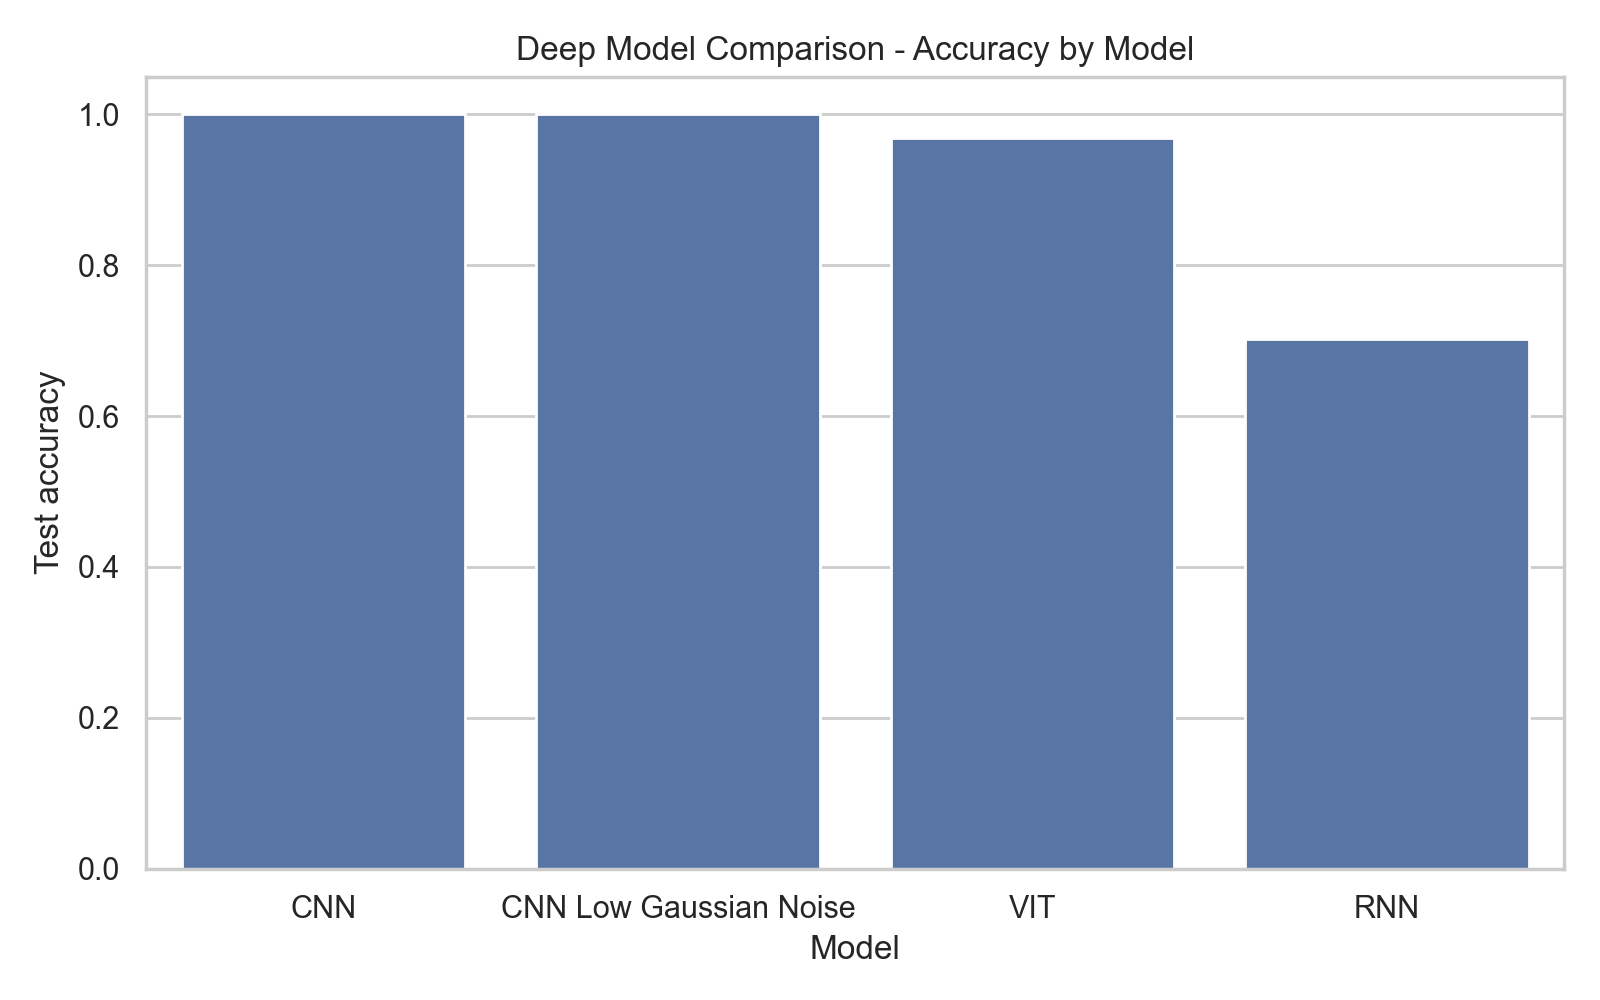 Deep Model Comparison - Accuracy by Model
1.0
0.8
0.6
0.4
0.2
0.0
Test accuracy
CNN
CNN Low Gaussian Noise
VIT
RNN
Model